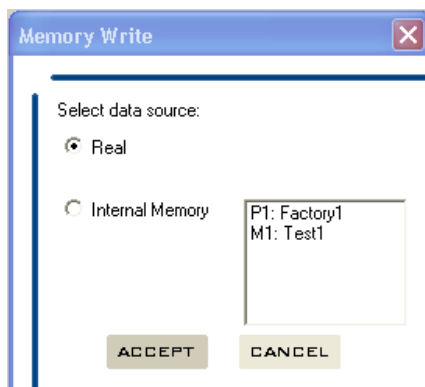 Memory Write
Select data source:
Real
Internal Memory
P1: Factory1
M1: Test1
ACCEPT
CANCEL